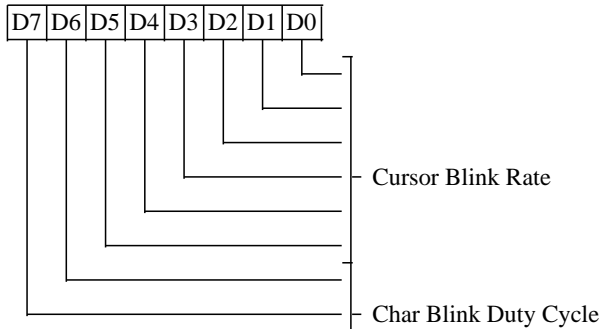 D7 D6 D5 D4 D3 D2 D1 D0
Cursor Blink Rate
Char Blink Duty Cycle